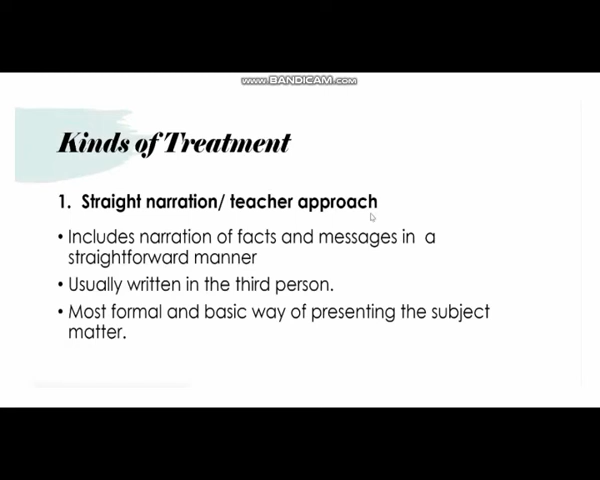 www.BANDICAM.com
Kinds of Treatment
1. Straight narration/ teacher approach
• Includes narration of facts and messages in a
straightforward manner
• Usually written in the third person.
• Most formal and basic way of presenting the subject
matter.